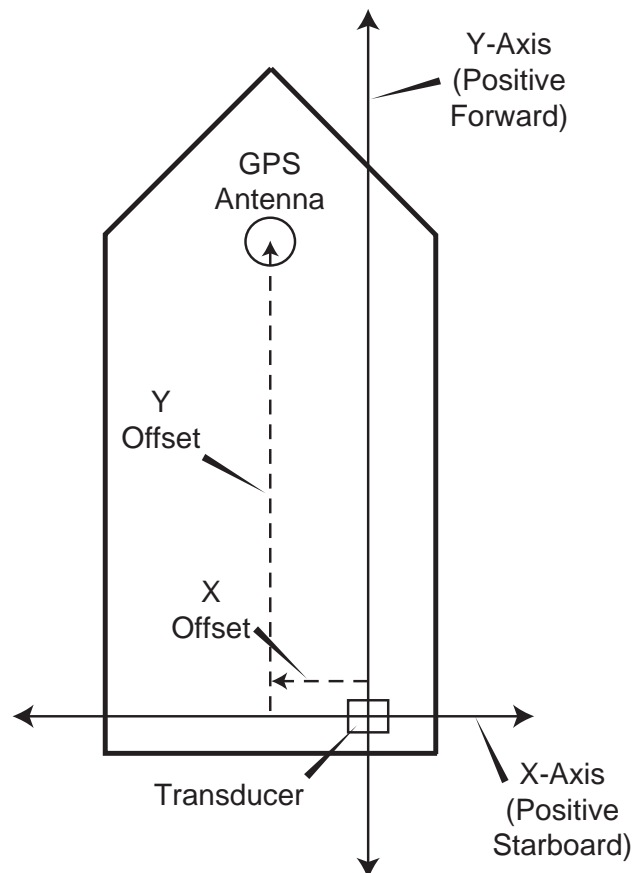 Y-Axis
(Positive
Forward)
GPS
Antenna
Y
Offset
X
Offset
Transducer
X-Axis
(Positive
Starboard)